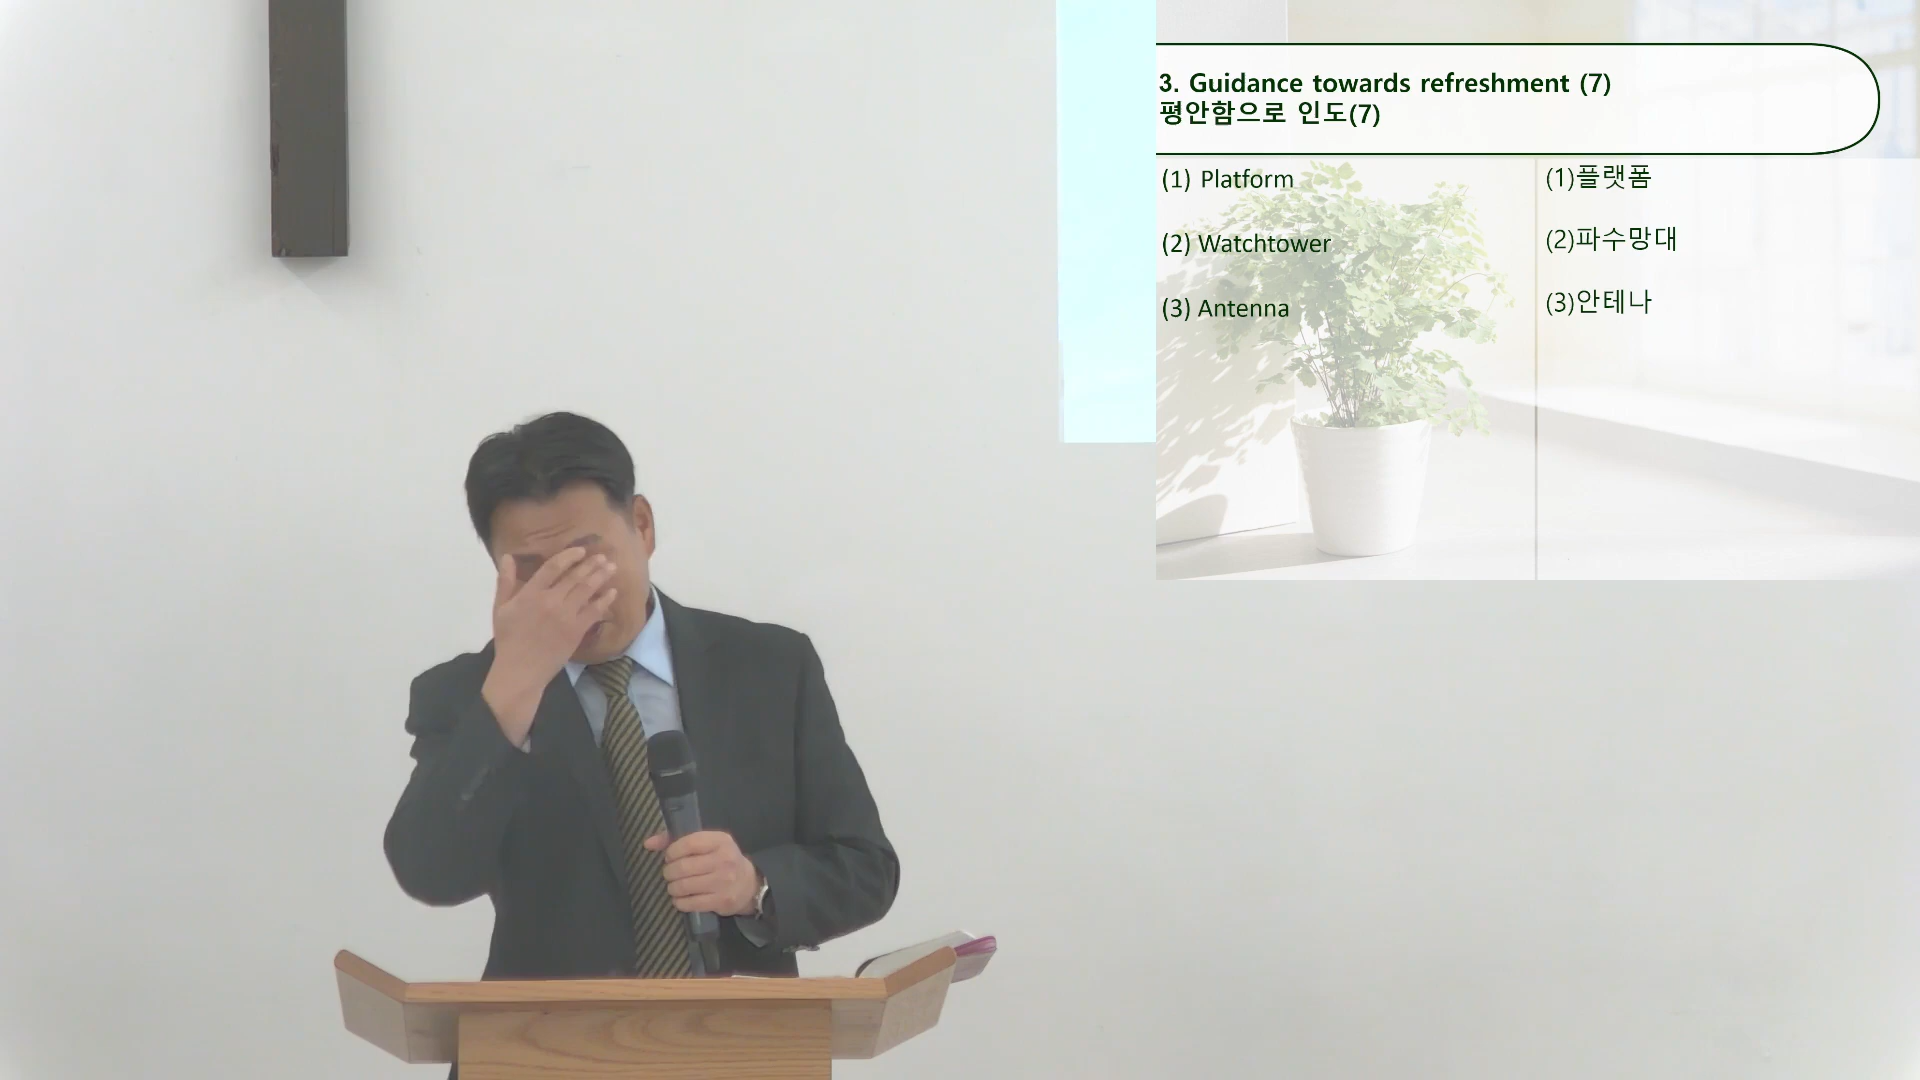 3. Guidance towards refreshment (7)
평안함으로 인도(7)
(1) Platform
(2) Watchtower
(3) Antenna
(1)플랫폼
(2)파수망대
(3)안테나